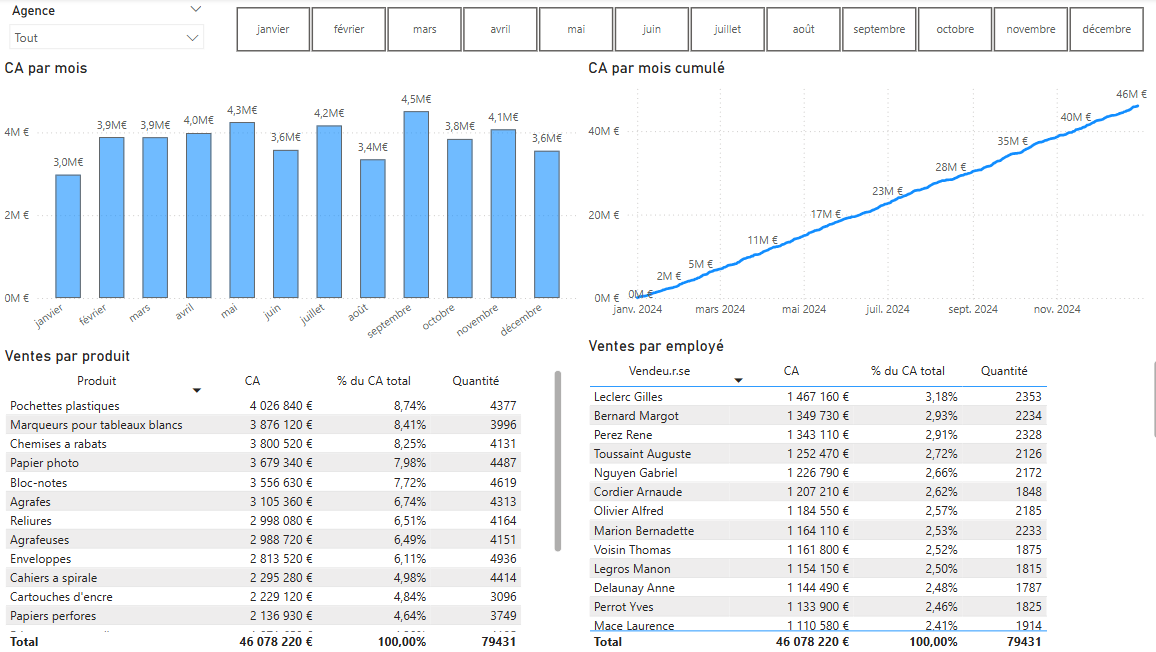 Agence
Tout
janvier février mars avril mai juin juillet août septembre octobre novembre décembre
CA par mois
4,5M€
4,3M€
4,2M€
4,1M€
4,0M€
3,9M€ 3,9M€
3,8M€
3,6M€
3,6M€
3,4M€
3,0M€
4M €
2M €
0M €
janvier février mars avril mai juin juillet août septembre octobre novembre décembre
CA par mois cumulé
46M €
40M €
35M €
28M €
23M €
17M €
11M €
5M €
2M €
0M €
40M €
20M €
0M €
janv. 2024 mars 2024 mai 2024 juil. 2024 sept. 2024 nov. 2024
Ventes par produit
Produit CA % du CA total Quantité
Pochettes plastiques 4 026 840 € 8,74% 4377
Marqueurs pour tableaux blancs 3 876 120 € 8,41% 3996
Chemises a rabats 3 800 520 € 8,25% 4131
Papier photo 3 679 340 € 7,98% 4487
Bloc-notes 3 556 630 € 7,72% 4619
Agrafes 3 105 360 € 6,74% 4313
Reliures 2 998 080 € 6,51% 4164
Agrafeuses 2 988 720 € 6,49% 4151
Enveloppes 2 813 520 € 6,11% 4936
Cahiers a spirale 2 295 280 € 4,98% 4414
Cartouches d'encre 2 229 120 € 4,84% 3096
Papiers perfores 2 136 930 € 4,64% 3749
Total 46 078 220 € 100,00% 79431
Ventes par employé
Vendeu.r.se CA % du CA total Quantité
Leclerc Gilles 1 467 160 € 3,18% 2353
Bernard Margot 1 349 730 € 2,93% 2234
Perez Rene 1 343 110 € 2,91% 2328
Toussaint Auguste 1 252 470 € 2,72% 2126
Nguyen Gabriel 1 226 790 € 2,66% 2172
Cordier Arnaude 1 207 210 € 2,62% 1848
Olivier Alfred 1 184 550 € 2,57% 2185
Marion Bernadette 1 164 110 € 2,53% 2233
Voisin Thomas 1 161 800 € 2,52% 1875
Legros Manon 1 154 150 € 2,50% 1815
Delaunay Anne 1 144 490 € 2,48% 1787
Perrot Yves 1 133 900 € 2,46% 1825
Mace Laurence 1 110 580 € 2,41% 1914
Total 46 078 220 € 100,00% 79431